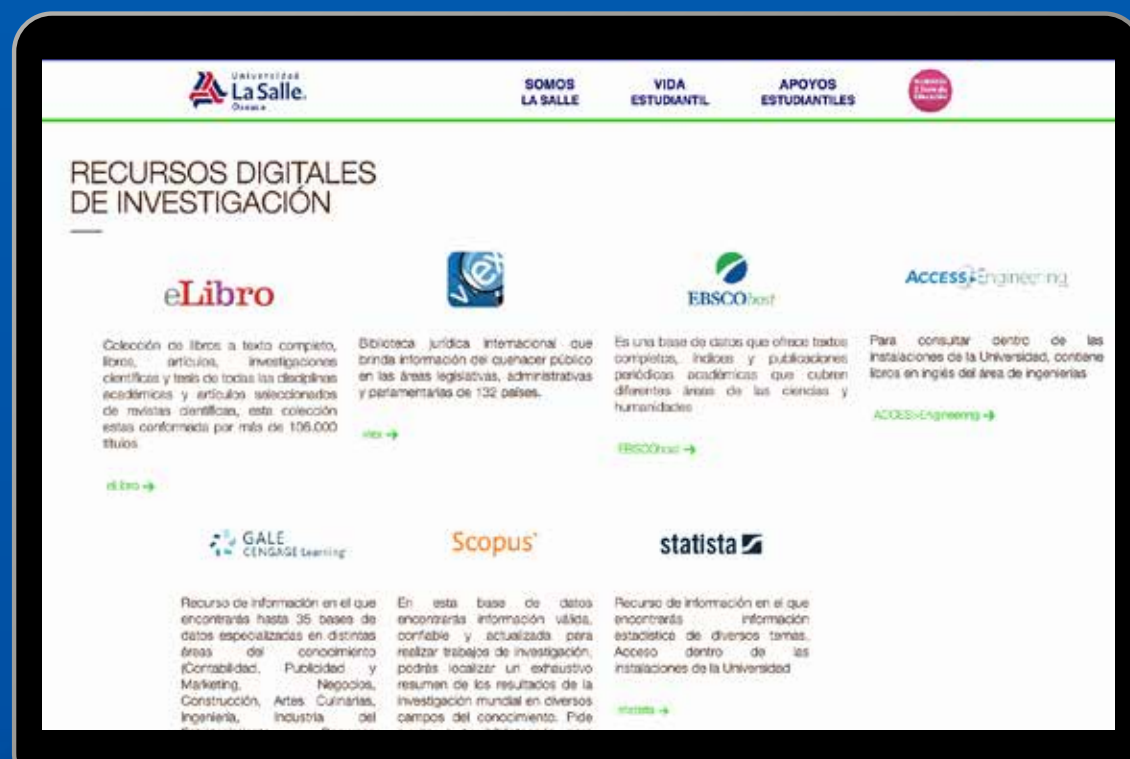 Universidad
La Salle.
Oaxaca
SOMOS
LA SALLE
VIDA
ESTUDIANTIL
APOYOS
ESTUDIANTILES
RECURSOS DIGITALES
DE INVESTIGACIÓN
eLibro
Colección de libros a texto completo,
libros, artículos, investigaciones
científicas y tesis de todas las disciplinas
académicas y artículos seleccionados
de revistas científicas, esta colección
estas conformada por más de 106,000
títulos
eLibro →
vLex
Biblioteca jurídica internacional que
brinda información del quehacer público
en las áreas legislativas, administrativas
y parlamentarias de 132 países.
vlex →
EBSCOhost
Es una base de datos que ofrece textos
completos, índices y publicaciones
periódicas académicas que cubren
diferentes áreas de las ciencias y
humanidades
EBSCOhost →
ACCESS Engineering
Para consultar dentro de las
instalaciones de la Universidad, contiene
libros en inglés del área de ingenierías
ACCESS-Engineering →
GALE
CENGAGE Learning
Recurso de información en el que
encontrarás hasta 35 bases de
datos especializadas en distintas
áreas del conocimiento
(Contabilidad, Publicidad y
Marketing, Negocios,
Construcción, Artes Culinarias,
Ingeniería, Industria del
Scopus
En esta base de datos
encontrarás información válida,
confiable y actualizada para
realizar trabajos de investigación,
podrás localizar un exhaustivo
resumen de los resultados de la
investigación mundial en diversos
campos del conocimiento. Pide
statista
Recurso de información en el que
encontrarás información
estadística de diversos temas.
Acceso dentro de las
instalaciones de la Universidad
statista →